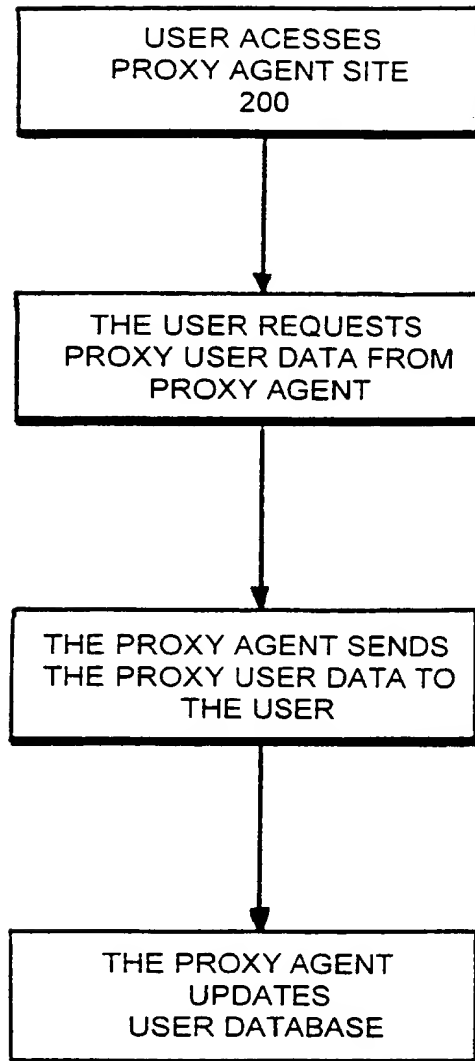 USER ACESSES
PROXY AGENT SITE
200
THE USER REQUESTS
PROXY USER DATA FROM
PROXY AGENT
THE PROXY AGENT SENDS
THE PROXY USER DATA TO
THE USER
THE PROXY AGENT
UPDATES
USER DATABASE